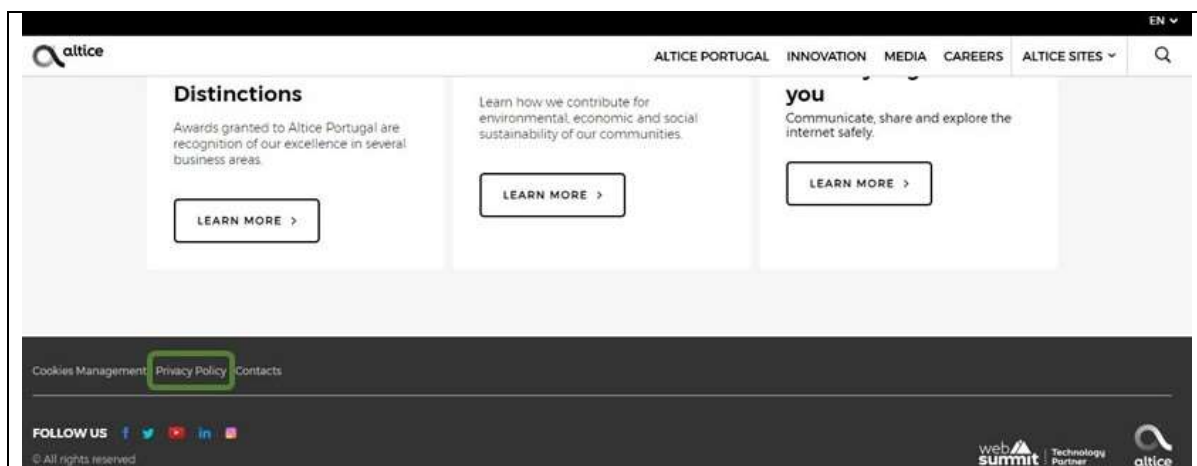 EN
altice
ALTICE PORTUGAL INNOVATION MEDIA CAREERS ALTICE SITES
Distinctions
Awards granted to Altice Portugal are
recognition of our excellence in several
business areas.
LEARN MORE >
Learn how we contribute for
environmental, economic and social
sustainability of our communities.
LEARN MORE >
you
Communicate, share and explore the
internet safely.
LEARN MORE >
Cookies Management Privacy Policy Contacts
FOLLOW US
© All rights reserved
web summit
Technology
Partner
altice